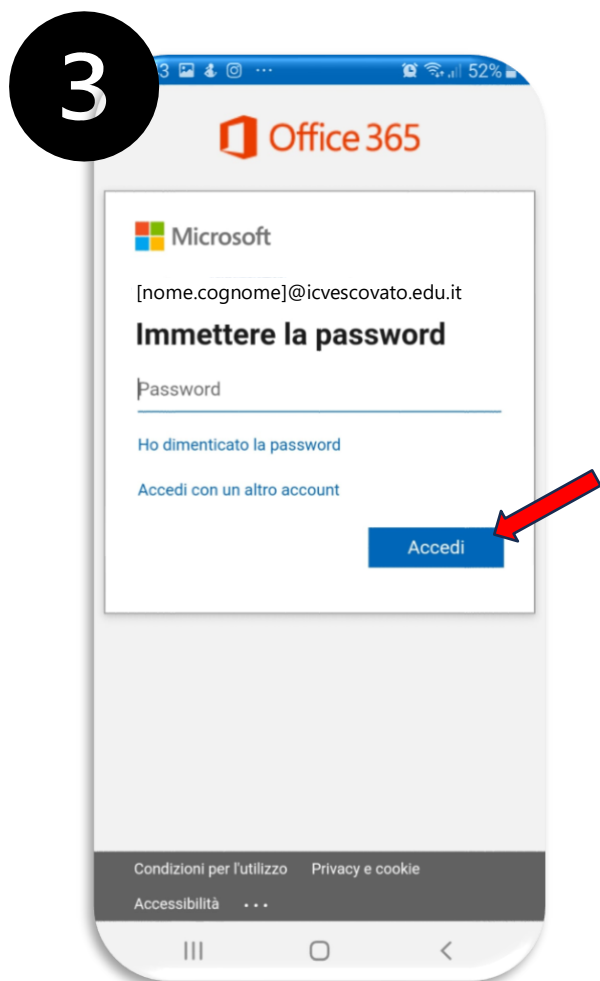 3
3 ... 52%
Office 365
Microsoft
[nome.cognome]@icvescovato.edu.it
Immettere la password
Password
Ho dimenticato la password
Accedi con un altro account
Accedi
Condizioni per l'utilizzo Privacy e cookie
Accessibilità ...